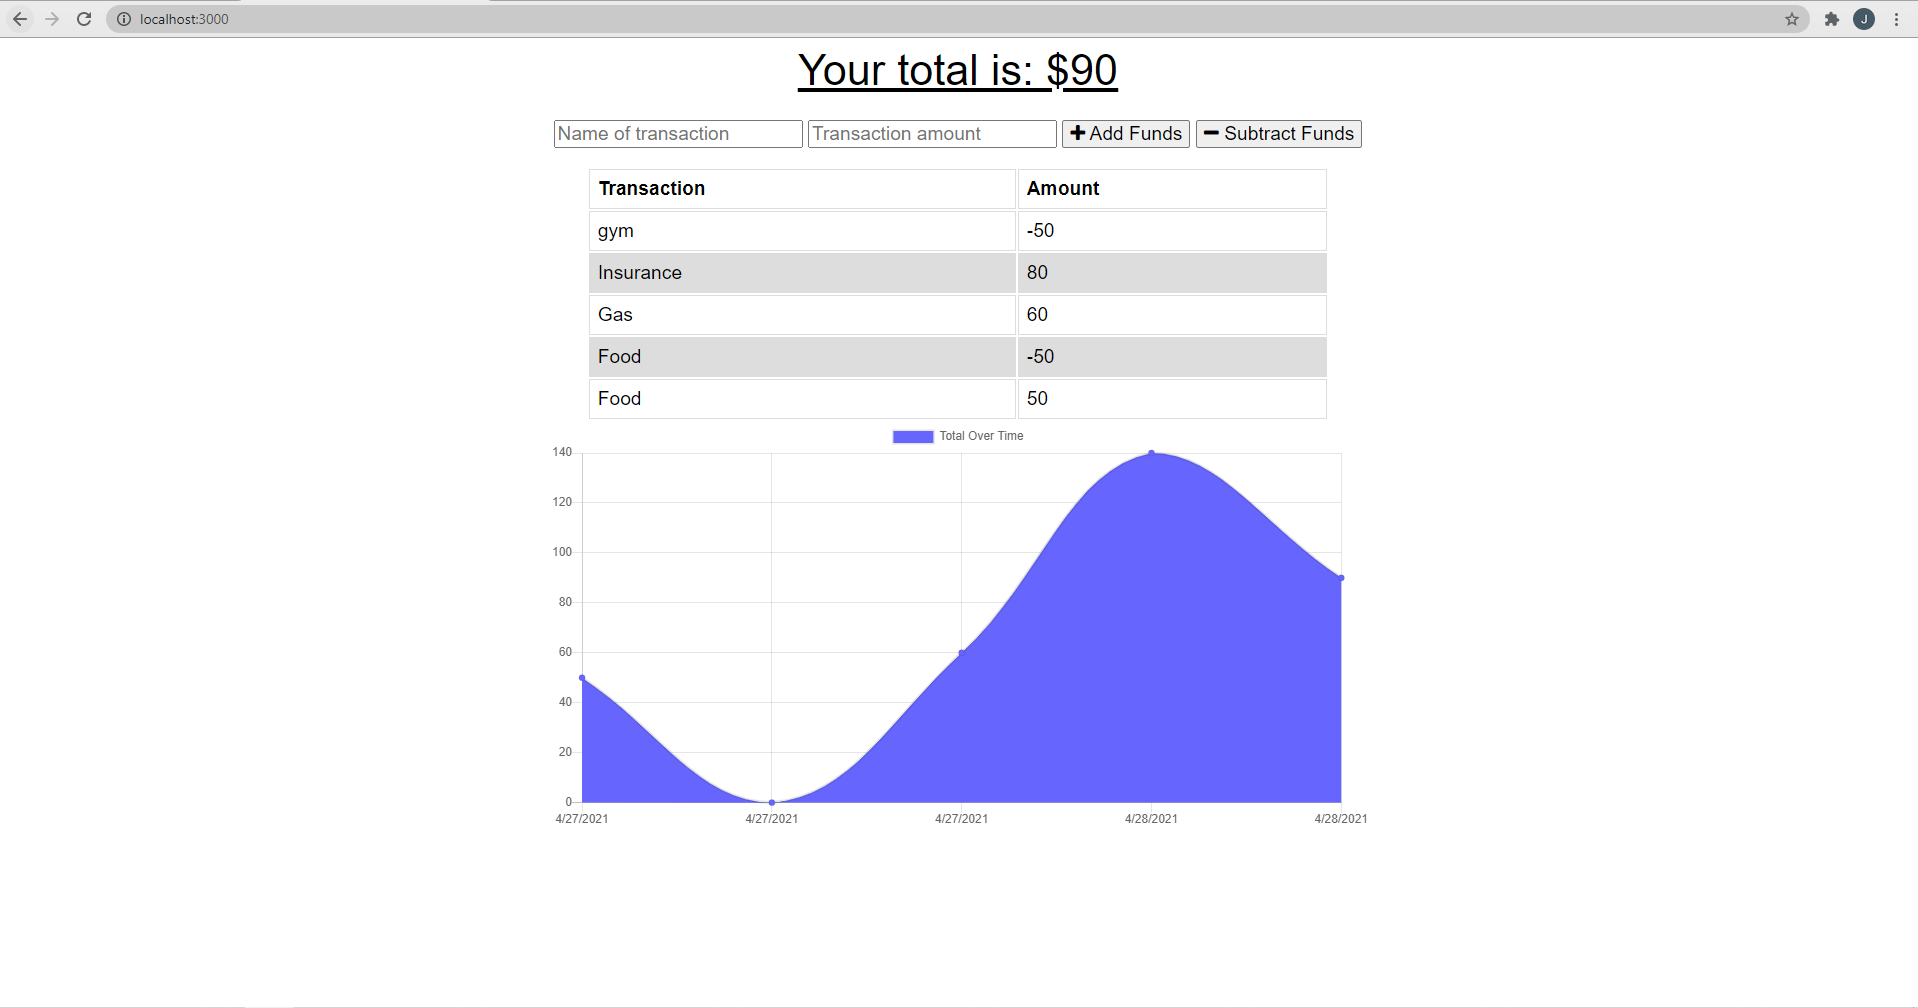 localhost:3000
J
Your total is: $90
Name of transaction Transaction amount Add Funds Subtract Funds
Transaction Amount
gym -50
Insurance 80
Gas 60
Food -50
Food 50
Total Over Time
140
120
100
80
60
40
20
0
4/27/2021 4/27/2021 4/27/2021 4/28/2021 4/28/2021